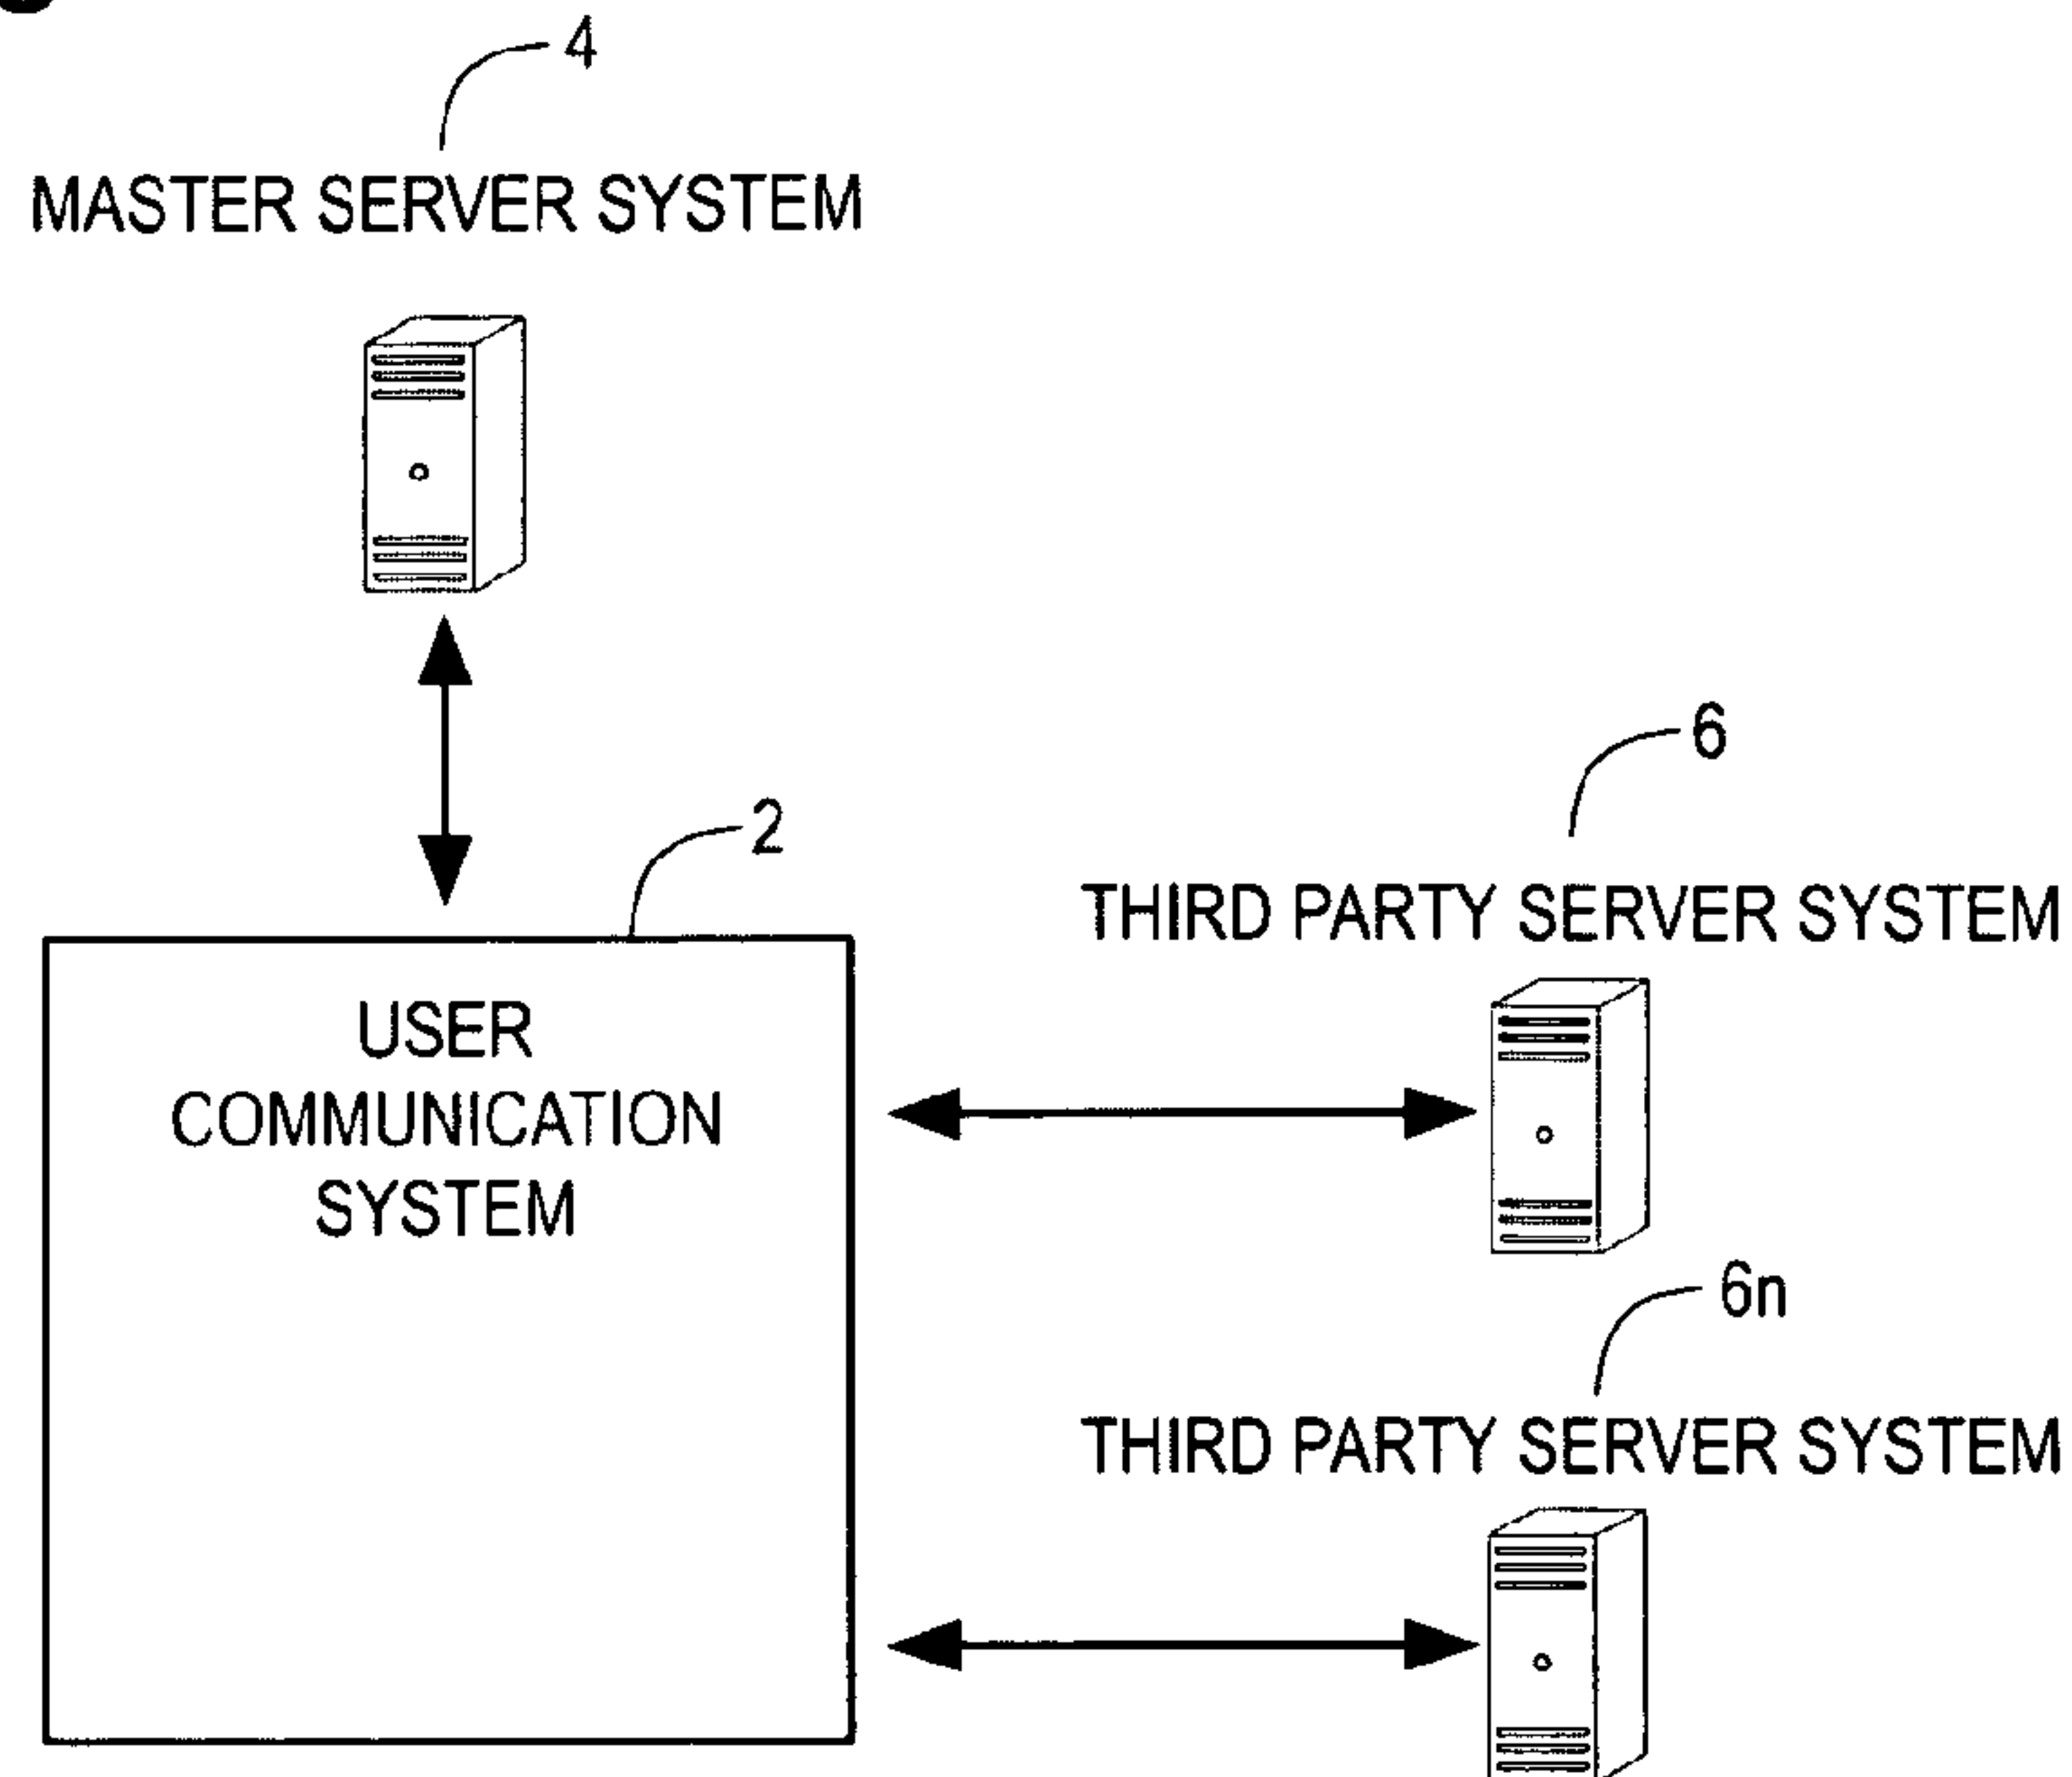 4
MASTER SERVER SYSTEM
2
USER
COMMUNICATION
SYSTEM
6
THIRD PARTY SERVER SYSTEM
6n
THIRD PARTY SERVER SYSTEM